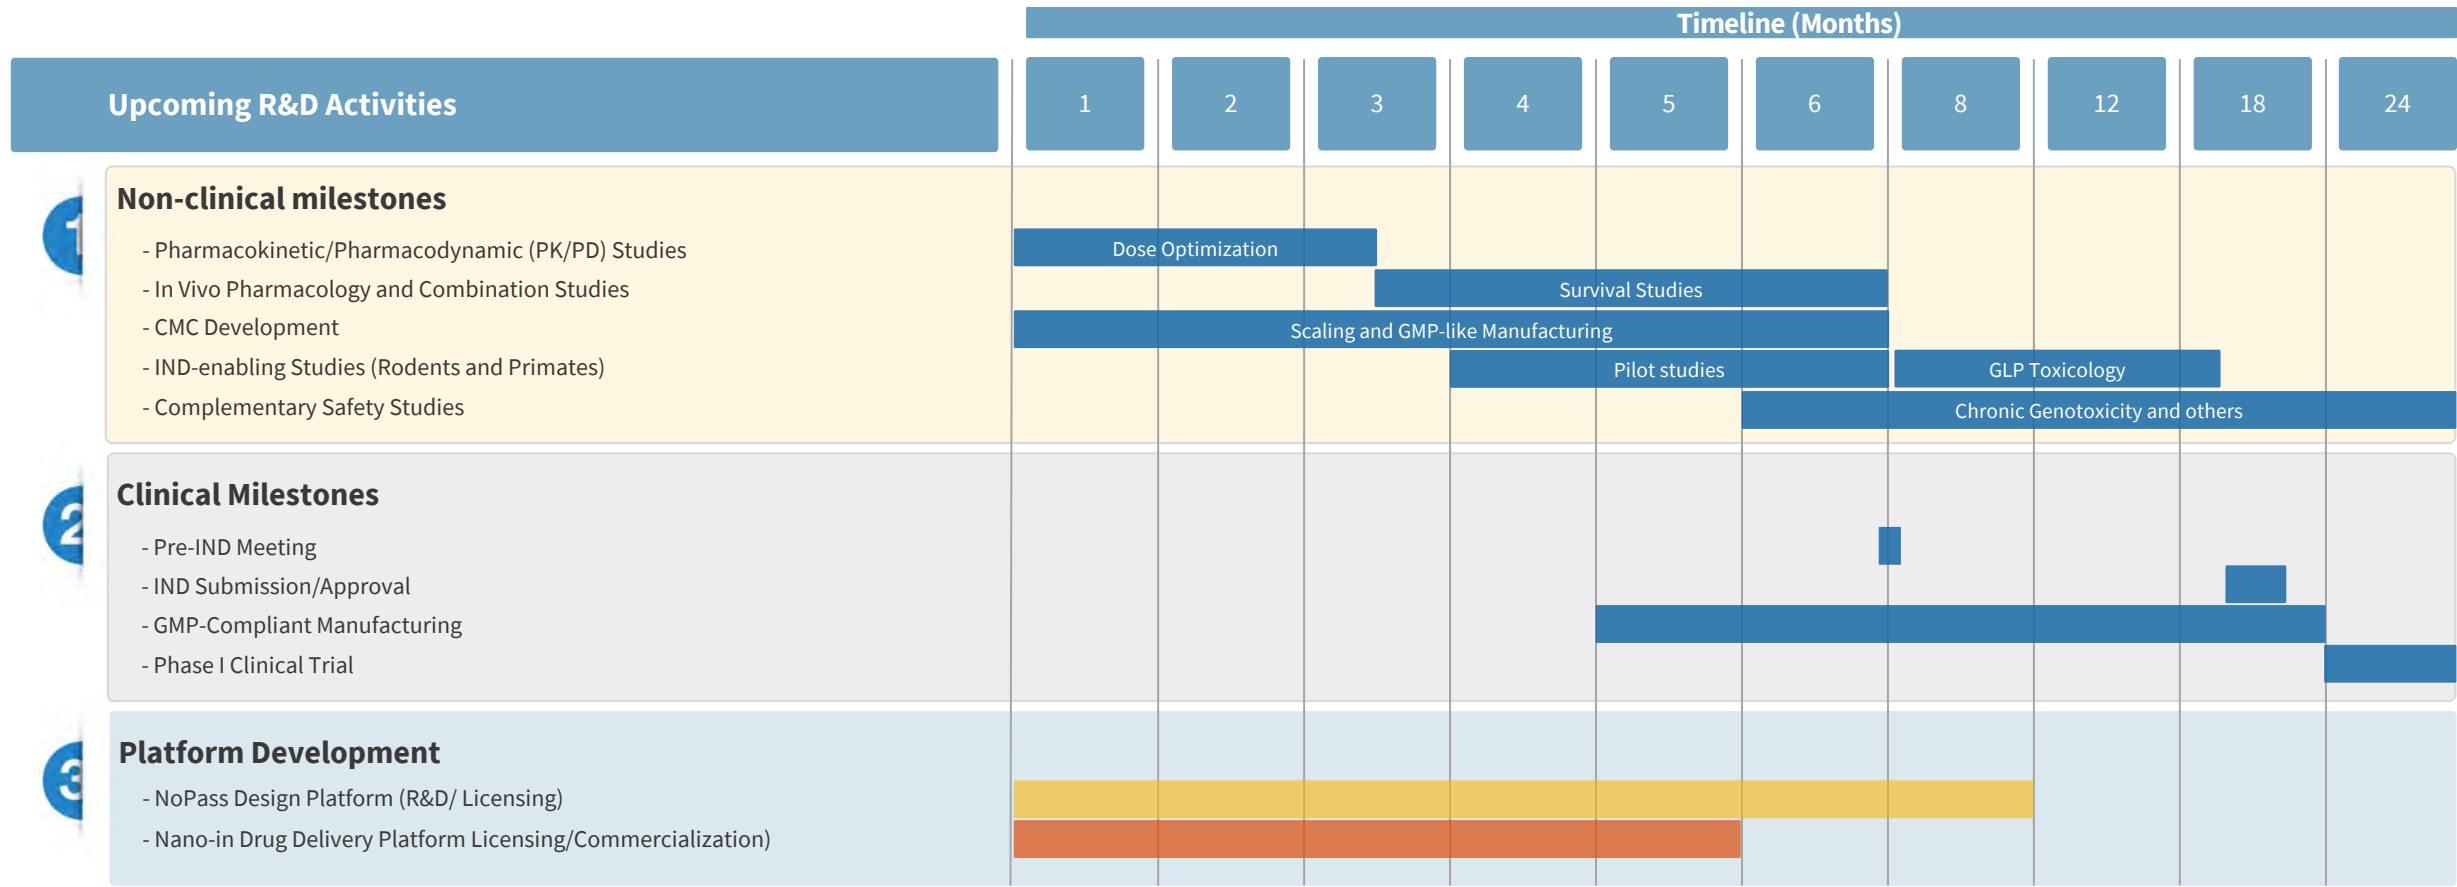 Timeline (Months)
Upcoming R&D Activities
1 2 3 4 5 6 8 12 18 24
1
Non-clinical milestones
- Pharmacokinetic/Pharmacodynamic (PK/PD) Studies
Dose Optimization
- In Vivo Pharmacology and Combination Studies
Survival Studies
- CMC Development
Scaling and GMP-like Manufacturing
- IND-enabling Studies (Rodents and Primates)
Pilot studies
GLP Toxicology
- Complementary Safety Studies
Chronic Genotoxicity and others
2
Clinical Milestones
- Pre-IND Meeting
- IND Submission/Approval
- GMP-Compliant Manufacturing
- Phase I Clinical Trial
3
Platform Development
- NoPass Design Platform (R&D/ Licensing)
- Nano-in Drug Delivery Platform Licensing/Commercialization)